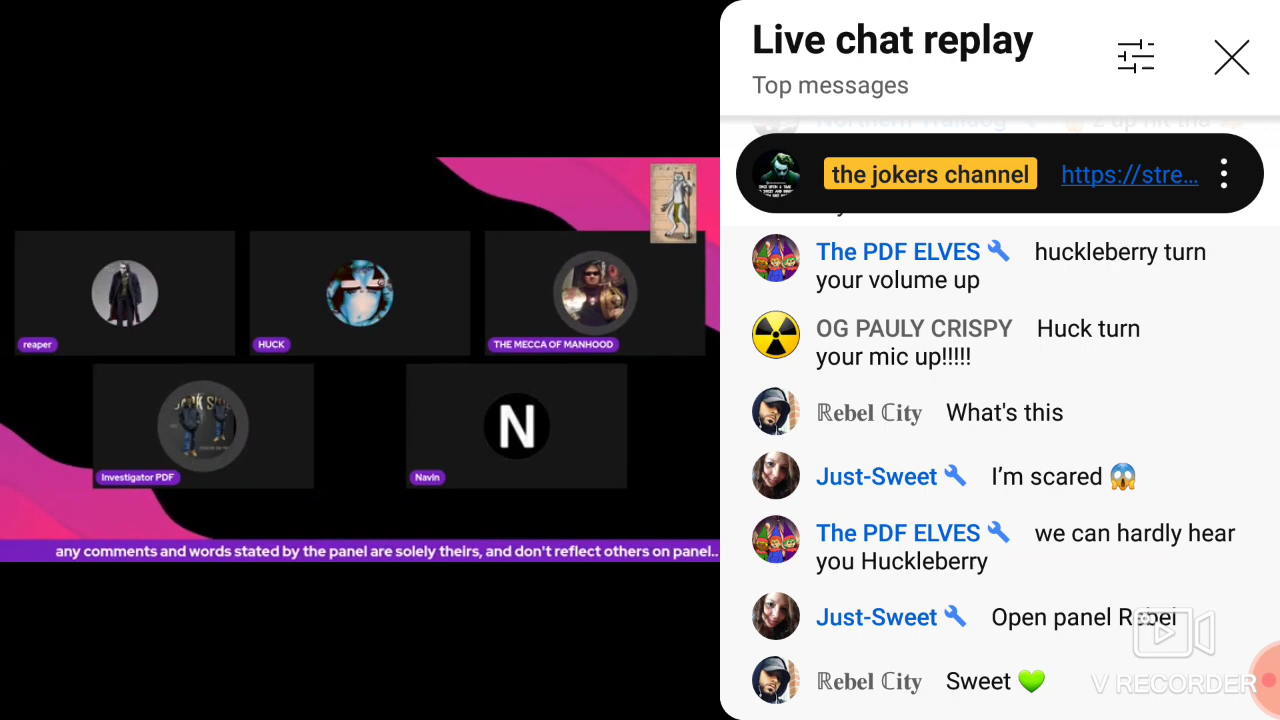 Live chat replay
Top messages
the jokers channel https://stre...
The PDF ELVES huckleberry turn
your volume up
OG PAULY CRISPY Huck turn
your mic up!!!!!
ℝ𝐞𝐛𝐞𝐥 ℂ𝐢𝐭𝐲 What's this
Just-Sweet I'm scared 😱
The PDF ELVES we can hardly hear
you Huckleberry
Just-Sweet Open panel Rebel
ℝ𝐞𝐛𝐞𝐥 ℂ𝐢𝐭𝐲 Sweet 💚
reaper
HUCK
THE MECCA OF MANHOOD
Investigator PDF
N
Navin
any comments and words stated by the panel are solely theirs, and don't reflect others on panel..
V RECORDER